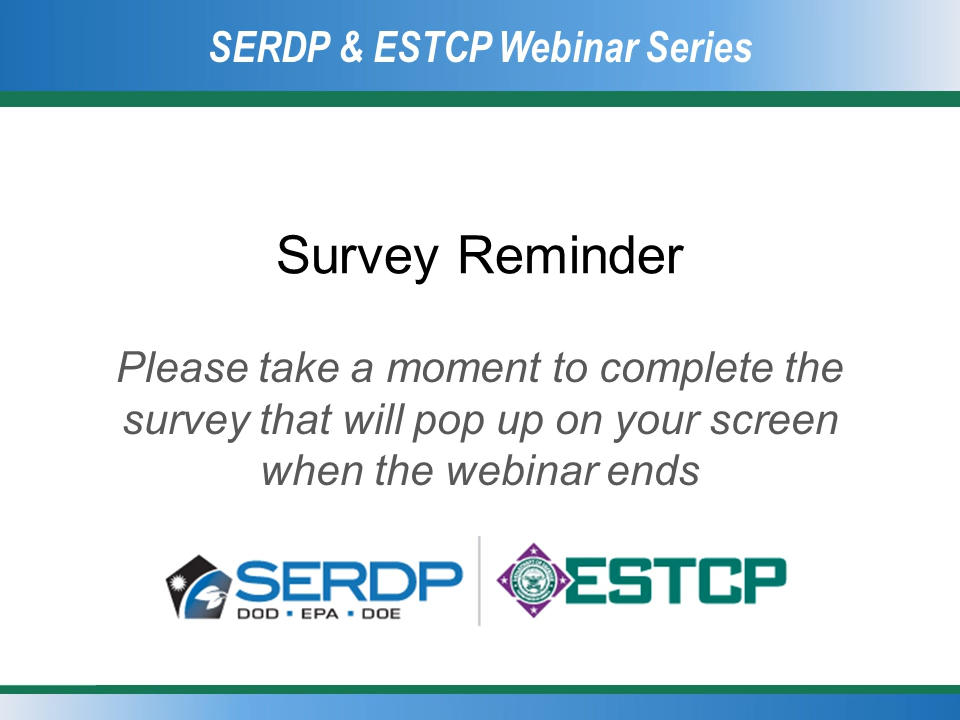 SERDP & ESTCP Webinar Series
Survey Reminder
Please take a moment to complete the
survey that will pop up on your screen
when the webinar ends
SERDP
DOD • EPA • DOE
ESTCP